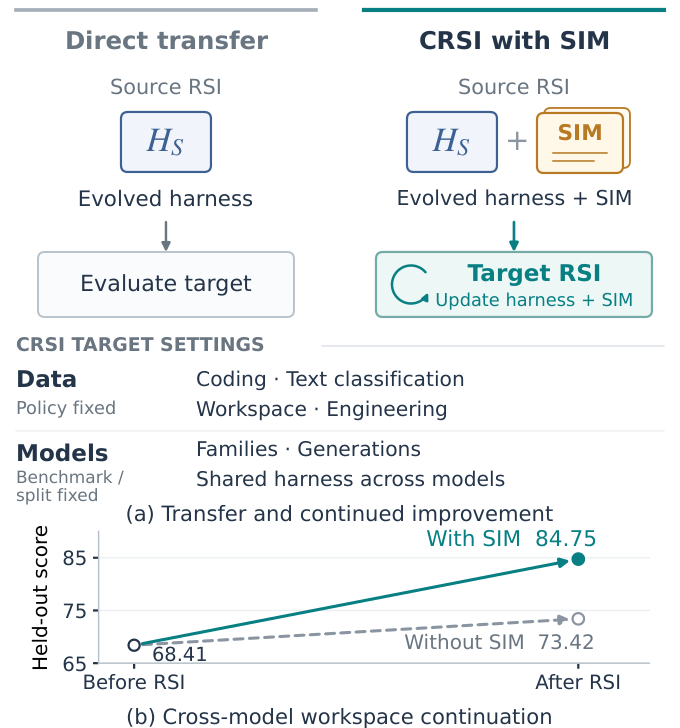 Direct transfer
Source RSI
H_S
Evolved harness
Evaluate target
CRSI with SIM
Source RSI
H_S + SIM
Evolved harness + SIM
Target RSI
Update harness + SIM
CRSI TARGET SETTINGS
Data
Policy fixed
Coding · Text classification
Workspace · Engineering
Models
Benchmark /
split fixed
Families · Generations
Shared harness across models
(a) Transfer and continued improvement
Held-out score
85
75
65
With SIM 84.75
Without SIM 73.42
68.41
Before RSI
After RSI
(b) Cross-model workspace continuation